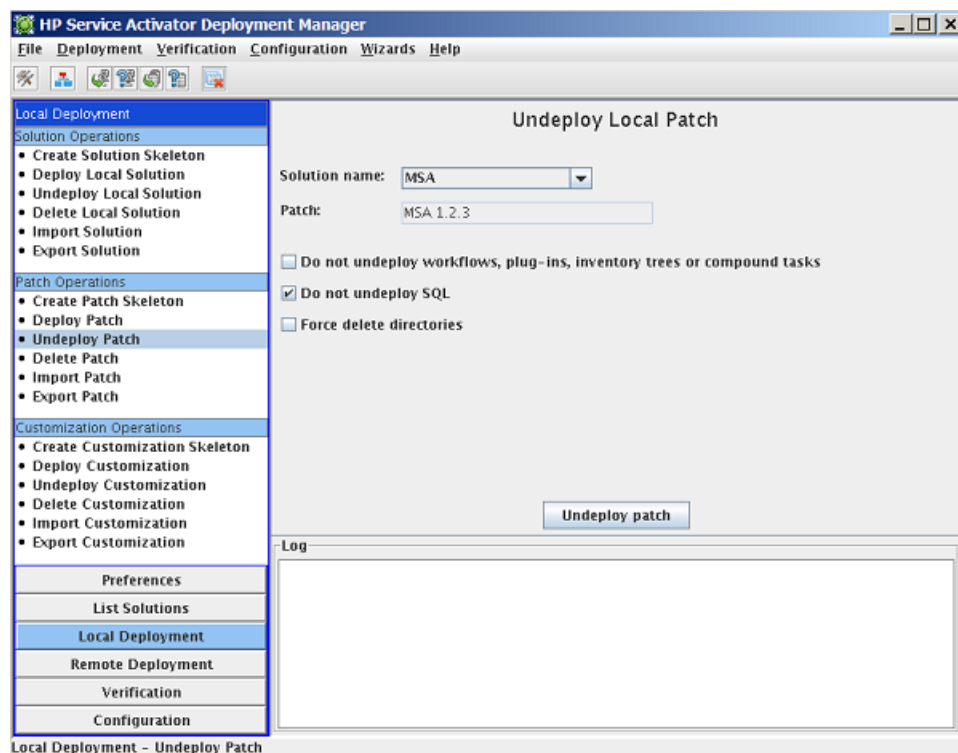 HP Service Activator Deployment Manager
File Deployment Verification Configuration Wizards Help
Local Deployment
Solution Operations
• Create Solution Skeleton
• Deploy Local Solution
• Undeploy Local Solution
• Delete Local Solution
• Import Solution
• Export Solution
Patch Operations
• Create Patch Skeleton
• Deploy Patch
• Undeploy Patch
• Delete Patch
• Import Patch
• Export Patch
Customization Operations
• Create Customization Skeleton
• Deploy Customization
• Undeploy Customization
• Delete Customization
• Import Customization
• Export Customization
Preferences
List Solutions
Local Deployment
Remote Deployment
Verification
Configuration
Undeploy Local Patch
Solution name: MSA
Patch: MSA 1.2.3
Do not undeploy workflows, plug-ins, inventory trees or compound tasks
Do not undeploy SQL
Force delete directories
Undeploy patch
Log
Local Deployment - Undeploy Patch